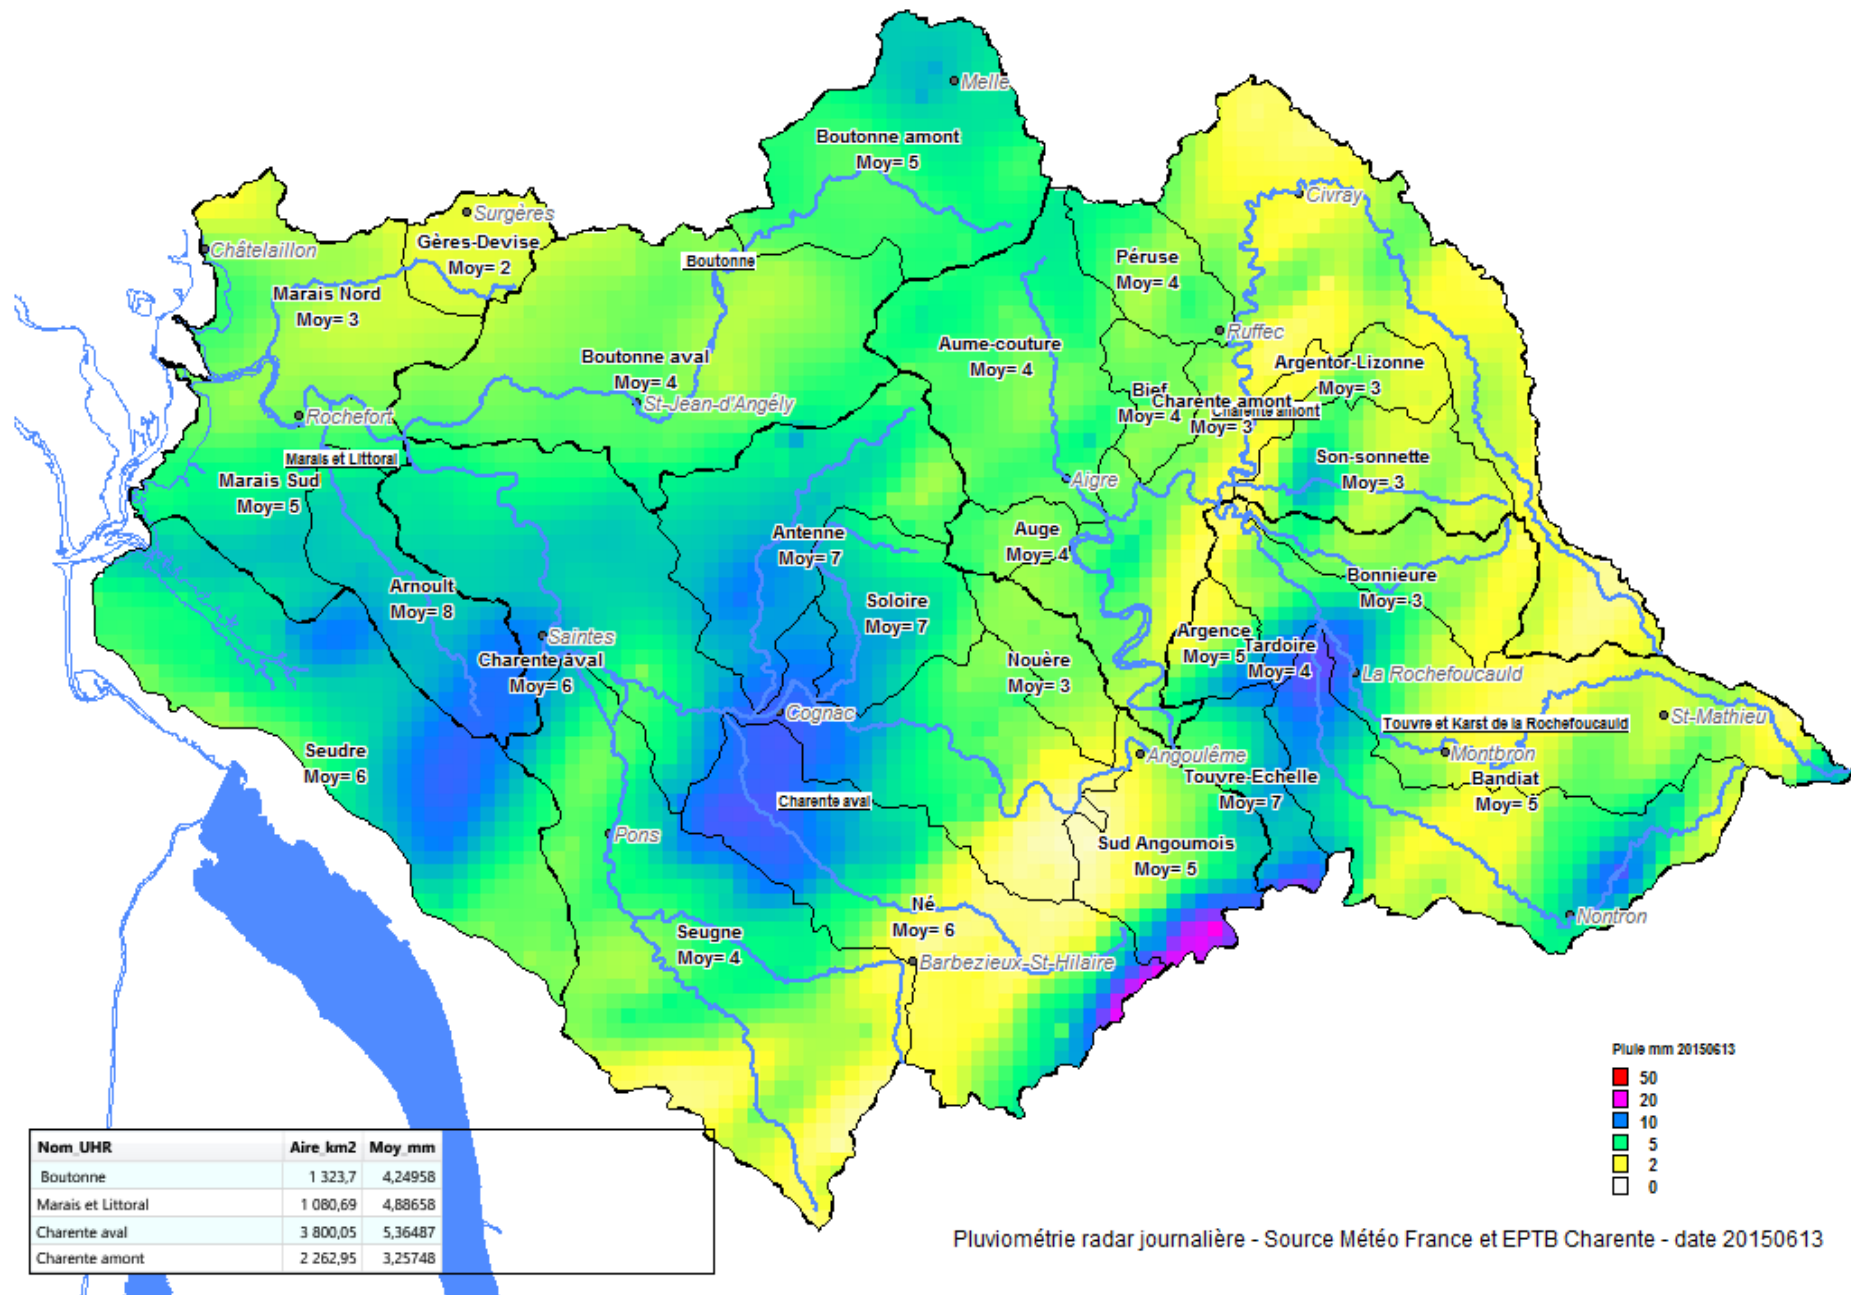 Melle
Boutonne amont
Moy= 5
Civray
Surgères
Châtelaillon
Gères-Devise
Moy= 2
Boutonne
Péruse
Moy= 4
Marais Nord
Moy= 3
Ruffec
Boutonne aval
Moy= 4
Aume-couture
Moy= 4
Argentor-Lizonne
Moy= 3
Bief
Moy= 4
Charente amont
Moy= 3
Charente amont
St-Jean-d'Angély
Rochefort
Marais et Littoral
Marais Sud
Moy= 5
Aigre
Son-sonnette
Moy= 3
Antenne
Moy= 7
Auge
Moy= 4
Arnoult
Moy= 8
Bonnieure
Moy= 3
Soloire
Moy= 7
Saintes
Charente aval
Moy= 6
Argence
Moy= 5
Tardoire
Moy= 4
Nouère
Moy= 3
La Rochefoucauld
Cognac
Touvre et Karst de la Rochefoucauld
St-Mathieu
Seudre
Moy= 6
Angoulême
Montbron
Touvre-Echelle
Moy= 7
Bandiat
Moy= 5
Charente aval
Pons
Sud Angoumois
Moy= 5
Né
Moy= 6
Nontron
Seugne
Moy= 4
Barbezieux-St-Hilaire
Pluie mm 20150613
50
20
10
5
2
0
Nom_UHR Aire_km2 Moy_mm
Boutonne 1 323,7 4,24958
Marais et Littoral 1 080,69 4,88658
Charente aval 3 800,05 5,36487
Charente amont 2 262,95 3,25748
Pluviométrie radar journalière - Source Météo France et EPTB Charente - date 20150613